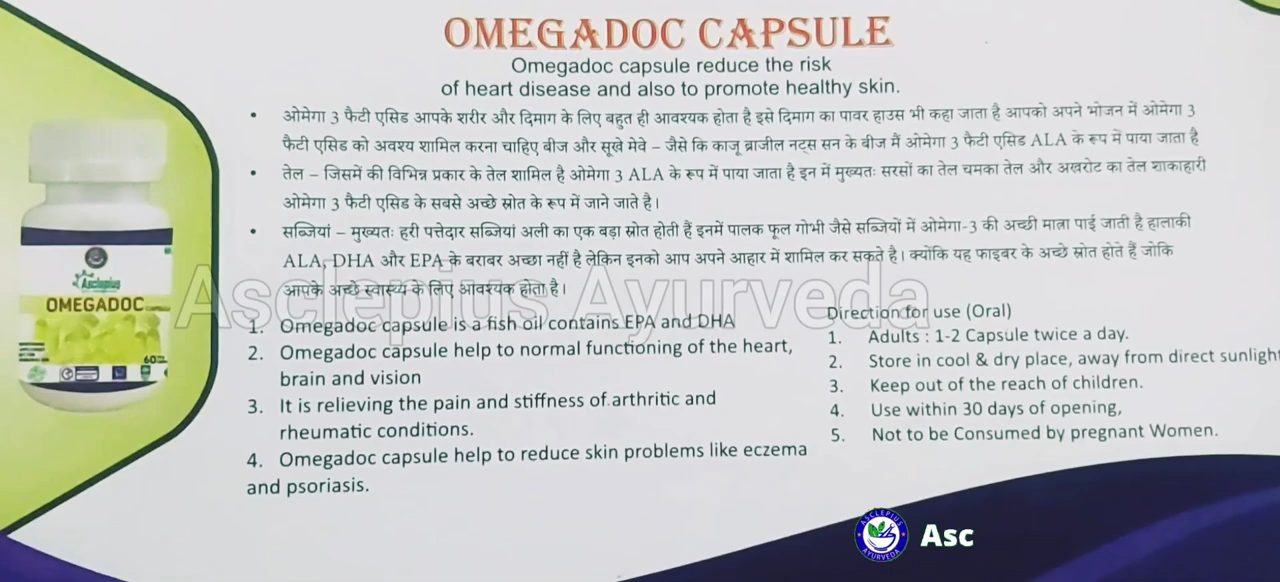 OMEGADOC CAPSULE
Omegadoc capsule reduce the risk
of heart disease and also to promote healthy skin.
• ओमेगा 3 फैटी एसिड आपके शरीर और दिमाग के लिए बहुत ही आवश्यक होता है इसे दिमाग का पावर हाउस भी कहा जाता है आपको अपने भोजन में ओमेगा 3
फैटी एसिड को अवश्य शामिल करना चाहिए बीज और सूखे मेवे – जैसे कि काजू ब्राजील नट्स सन के बीज मैं ओमेगा 3 फैटी एसिड ALA के रूप में पाया जाता है
• तेल – जिसमें की विभिन्न प्रकार के तेल शामिल है ओमेगा 3 ALA के रूप में पाया जाता है इन में मुख्यतः सरसों का तेल चमका तेल और अखरोट का तेल शाकाहारी
ओमेगा 3 फैटी एसिड के सबसे अच्छे स्रोत के रूप में जाने जाते है।
• सब्जियां – मुख्यतः हरी पत्तेदार सब्जियां अली का एक बड़ा स्रोत होती हैं इनमें पालक फूल गोभी जैसे सब्जियों में ओमेगा-3 की अच्छी मात्रा पाई जाती है हालाकी
ALA, DHA और EPA के बराबर अच्छा नहीं है लेकिन इनको आप अपने आहार में शामिल कर सकते है। क्योंकि यह फाइबर के अच्छे स्रोत होते हैं जोकि
आपके अच्छे स्वास्थ्य के लिए आवश्यक होता है।
Asclepius Ayurveda
1. Omegadoc capsule is a fish oil contains EPA and DHA
2. Omegadoc capsule help to normal functioning of the heart,
brain and vision
3. It is relieving the pain and stiffness of arthritic and
rheumatic conditions.
4. Omegadoc capsule help to reduce skin problems like eczema
and psoriasis.
Direction for use (Oral)
1. Adults : 1-2 Capsule twice a day.
2. Store in cool & dry place, away from direct sunlight
3. Keep out of the reach of children.
4. Use within 30 days of opening,
5. Not to be Consumed by pregnant Women.
Asclepius
OMEGADOC
60
ASCLEPIUS
AYURVEDA
Asc